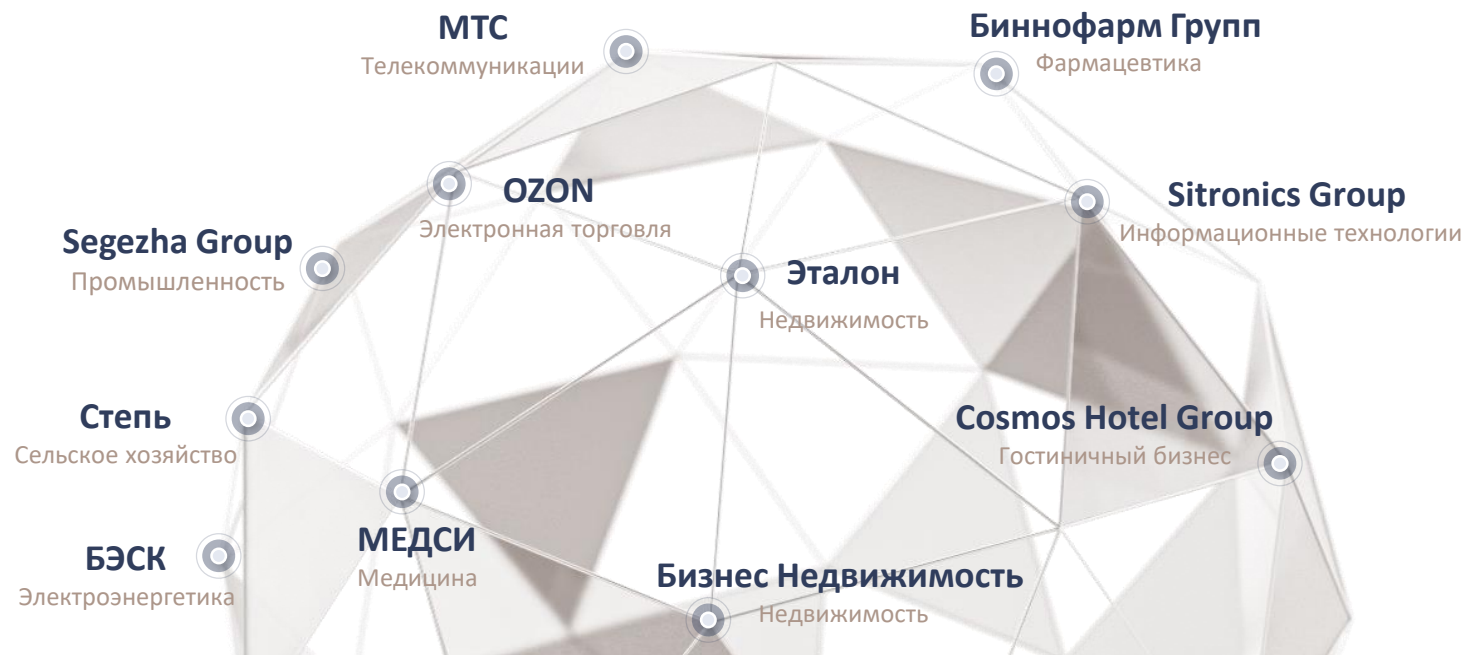 МТС
Телекоммуникации
Биннофарм Групп
Фармацевтика
OZON
Электронная торговля
Sitronics Group
Информационные технологии
Segezha Group
Промышленность
Эталон
Недвижимость
Степь
Сельское хозяйство
Cosmos Hotel Group
Гостиничный бизнес
МЕДСИ
Медицина
БЭСК
Электроэнергетика
Бизнес Недвижимость
Недвижимость